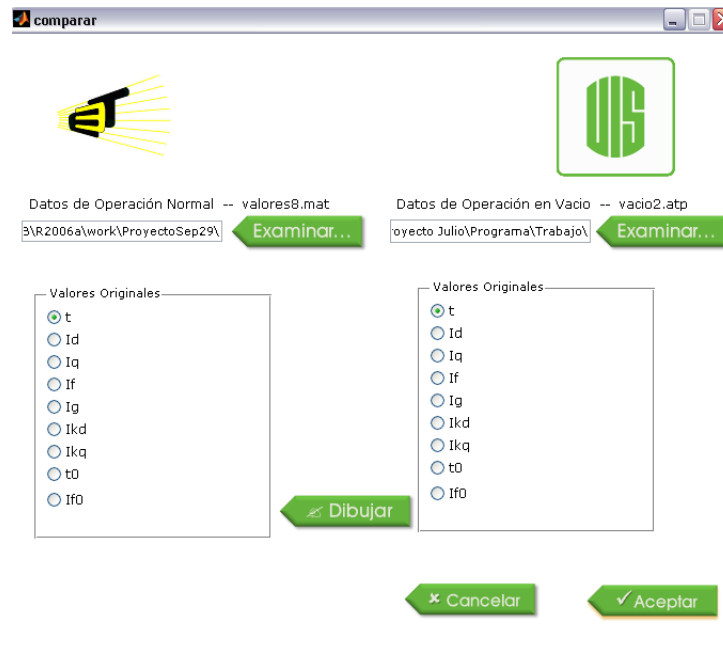 comparar
UIS
Datos de Operación Normal -- valores8.mat
3\R2006a\work\ProyectoSep29\
Examinar...
Datos de Operación en Vacio -- vacio2.atp
oyecto Julio\Programa\Trabajo\
Examinar...
Valores Originales
t
Id
Iq
If
Ig
Ikd
Ikq
t0
If0
Valores Originales
t
Id
Iq
If
Ig
Ikd
Ikq
t0
If0
Dibujar
Cancelar
Aceptar